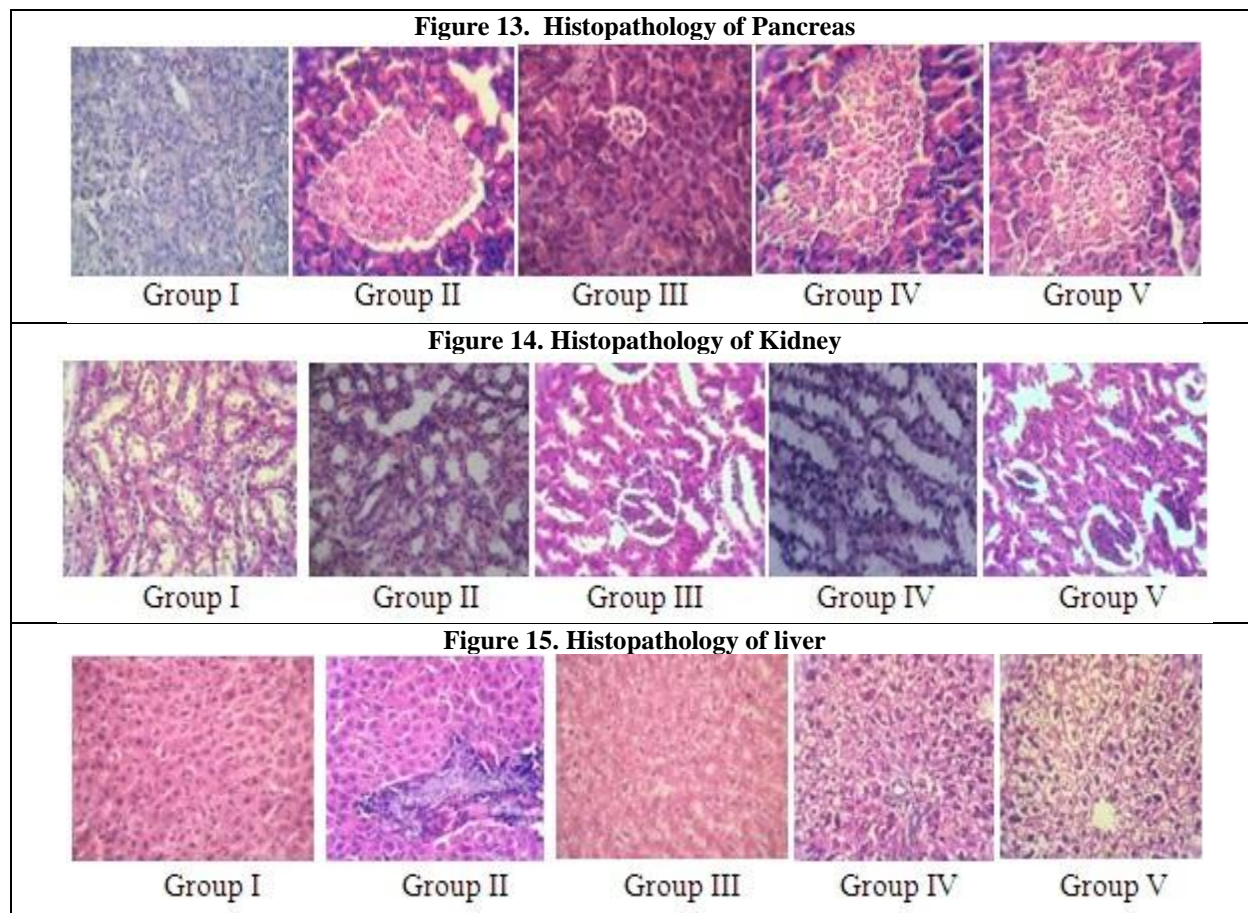 Figure 13. Histopathology of Pancreas
Group I Group II Group III Group IV Group V
Figure 14. Histopathology of Kidney
Group I Group II Group III Group IV Group V
Figure 15. Histopathology of liver
Group I Group II Group III Group IV Group V